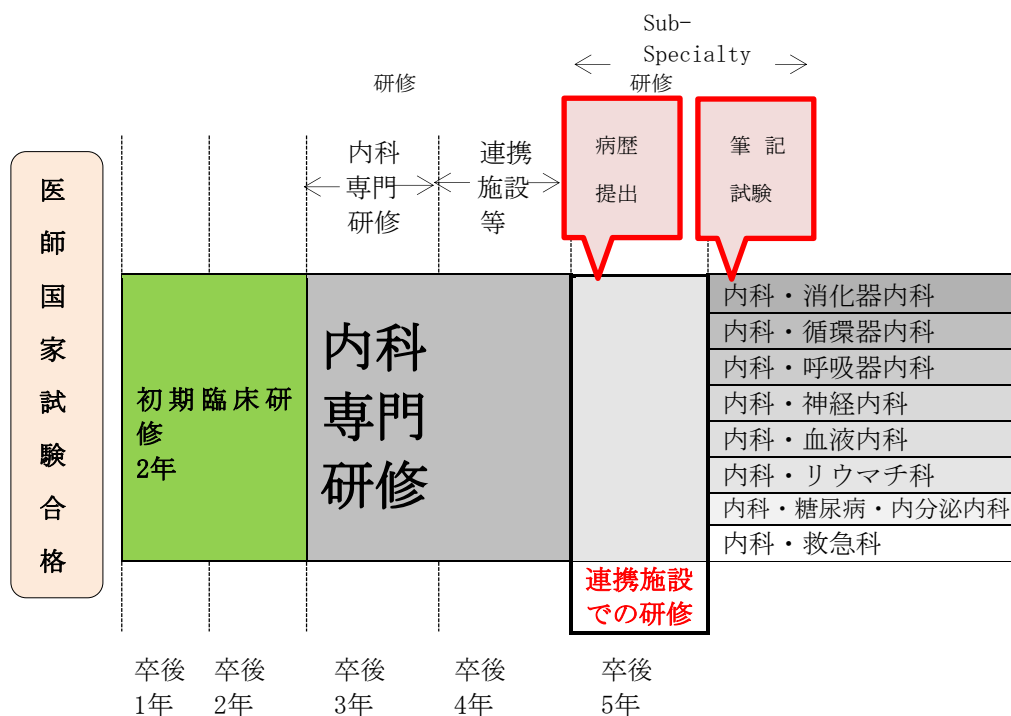 Sub-
Specialty
研修
研修
病歴
提出
筆 記
試験
内科
専門
研修
連携
施設
等
医師国家試験合格
初期臨床研
修
2年
内科
専門
研修
内科・消化器内科
内科・循環器内科
内科・呼吸器内科
内科・神経内科
内科・血液内科
内科・リウマチ科
内科・糖尿病・内分泌内科
内科・救急科
連携施設
での研修
卒後
1年
卒後
2年
卒後
3年
卒後
4年
卒後
5年